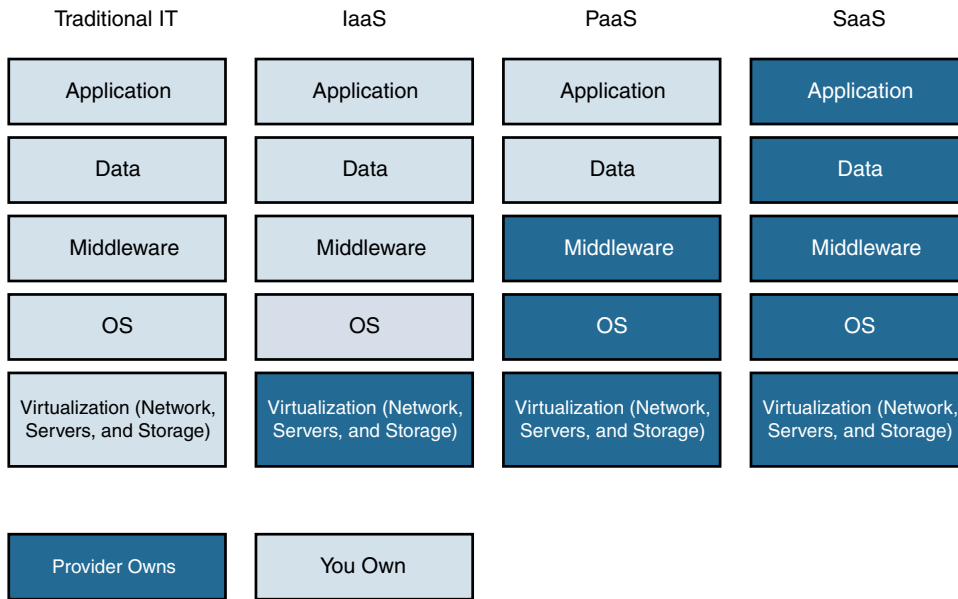 Traditional IT IaaS PaaS SaaS
Application Application Application Application
Data Data Data Data
Middleware Middleware Middleware Middleware
OS OS OS OS
Virtualization (Network, Virtualization (Network, Virtualization (Network, Virtualization (Network,
Servers, and Storage) Servers, and Storage) Servers, and Storage) Servers, and Storage)
Provider Owns You Own